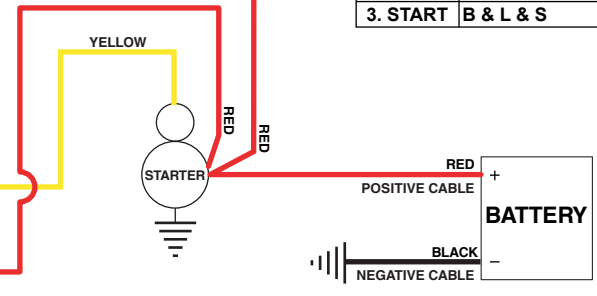 3. START B & L & S
YELLOW
RED
RED
STARTER
RED
+
POSITIVE CABLE
BATTERY
BLACK
−
NEGATIVE CABLE